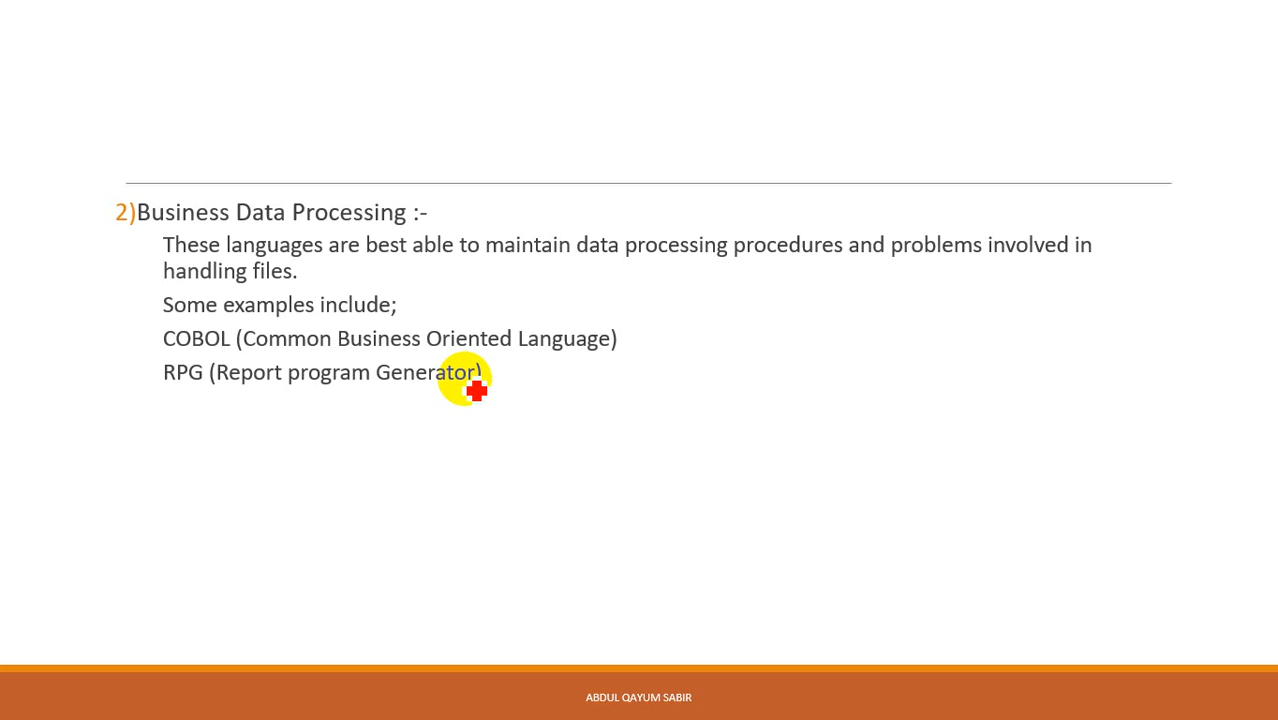 2)Business Data Processing :-
These languages are best able to maintain data processing procedures and problems involved in
handling files.
Some examples include;
COBOL (Common Business Oriented Language)
RPG (Report program Generator)
ABDUL QAYUM SABIR